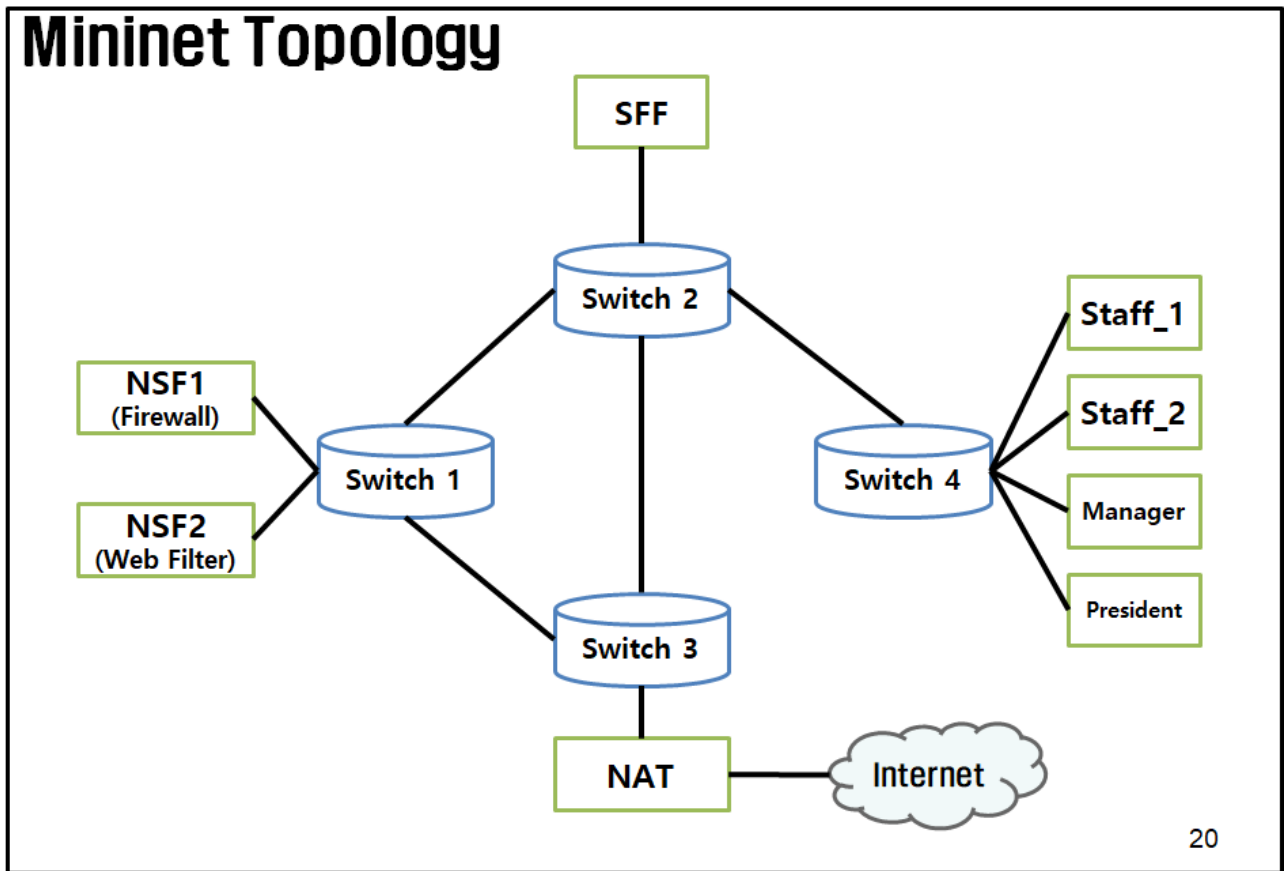 Mininet Topology
SFF
Switch 2
Staff_1
NSF1
(Firewall)
Staff_2
Switch 1
Switch 4
Manager
NSF2
(Web Filter)
President
Switch 3
NAT
Internet
20